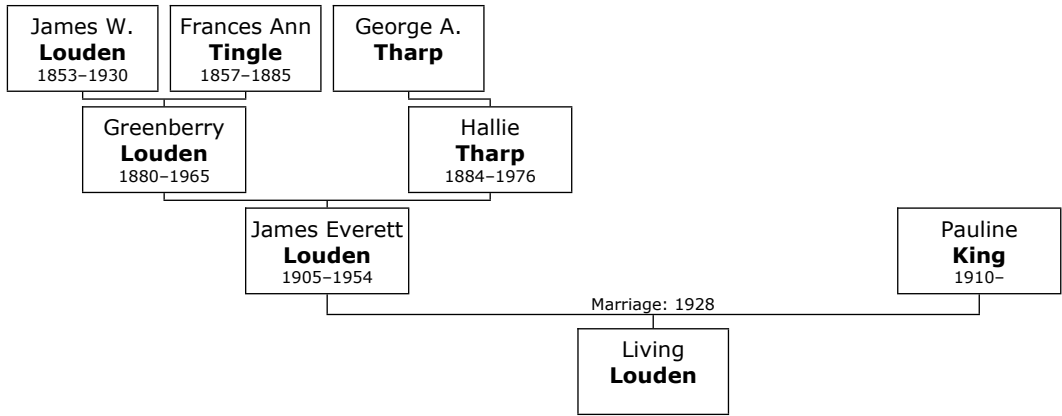 James W.
Louden
1853–1930
Frances Ann
Tingle
1857–1885
George A.
Tharp
Greenberry
Louden
1880–1965
Hallie
Tharp
1884–1976
James Everett
Louden
1905–1954
Pauline
King
1910–
Marriage: 1928
Living
Louden